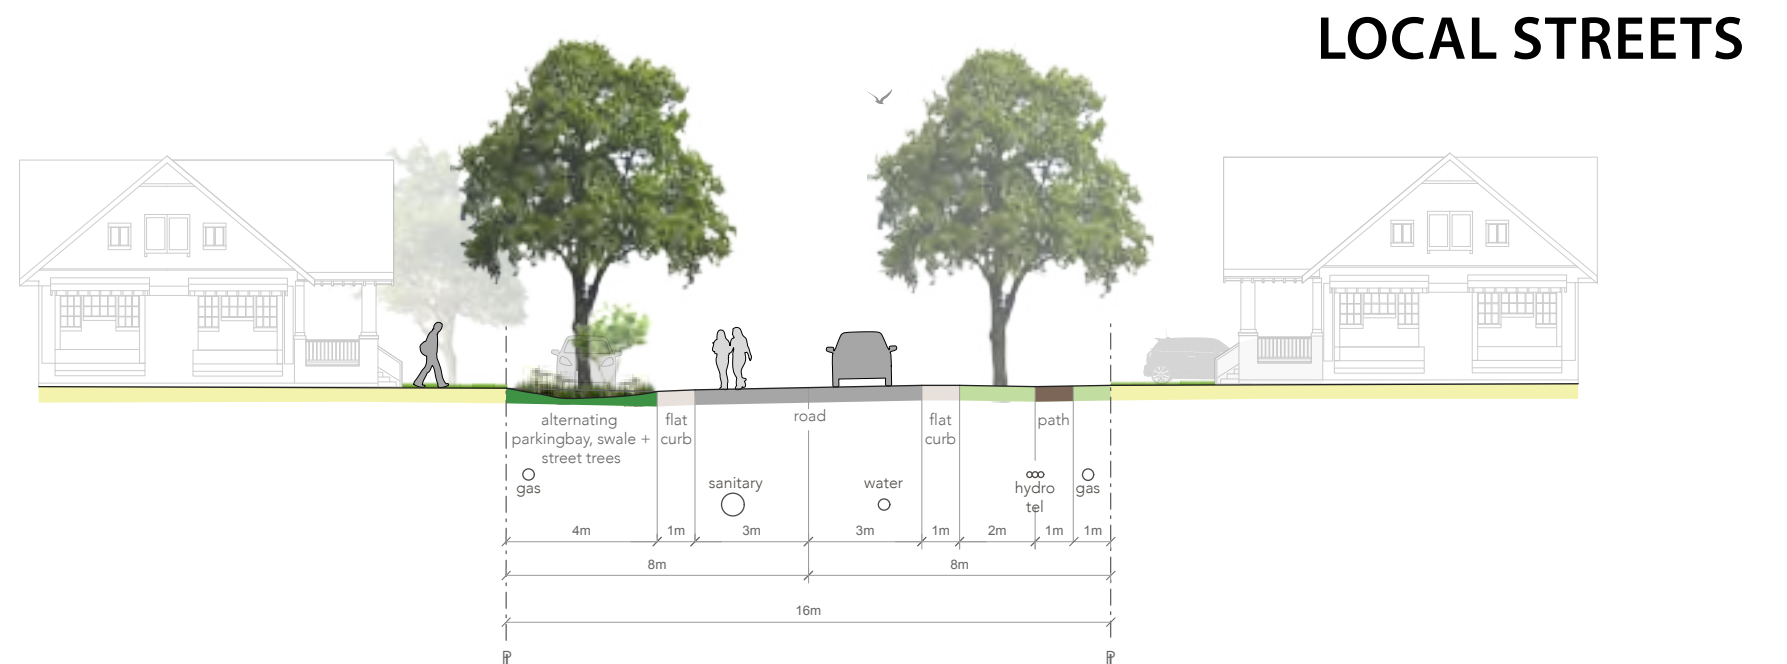 LOCAL STREETS
alternating
parkingbay, swale +
street trees
flat
curb
road
flat
curb
path
gas
sanitary
water
hydro
tel
gas
4m
1m
3m
3m
1m
2m
1m
1m
8m
8m
16m